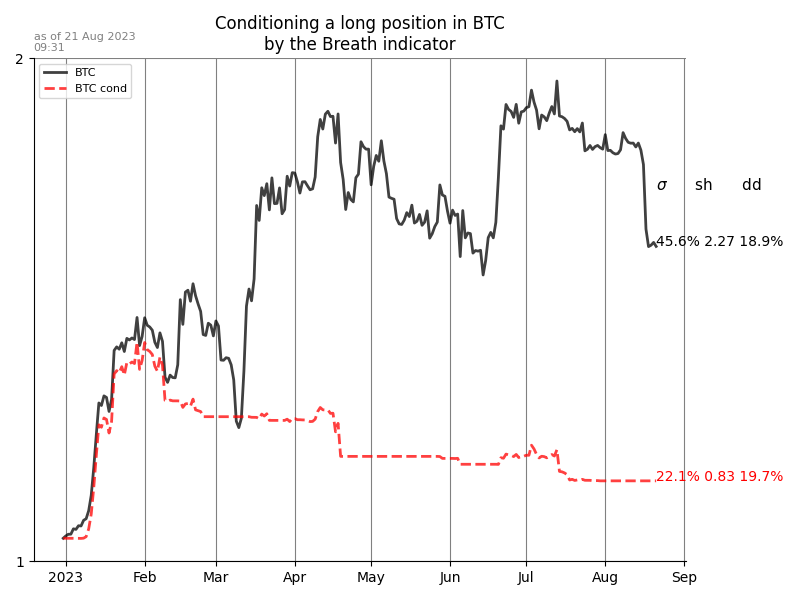 Conditioning a long position in BTC
by the Breath indicator
as of 21 Aug 2023
09:31
2
BTC
BTC cond
σ sh dd
45.6% 2.27 18.9%
22.1% 0.83 19.7%
1
2023 Feb Mar Apr May Jun Jul Aug Sep